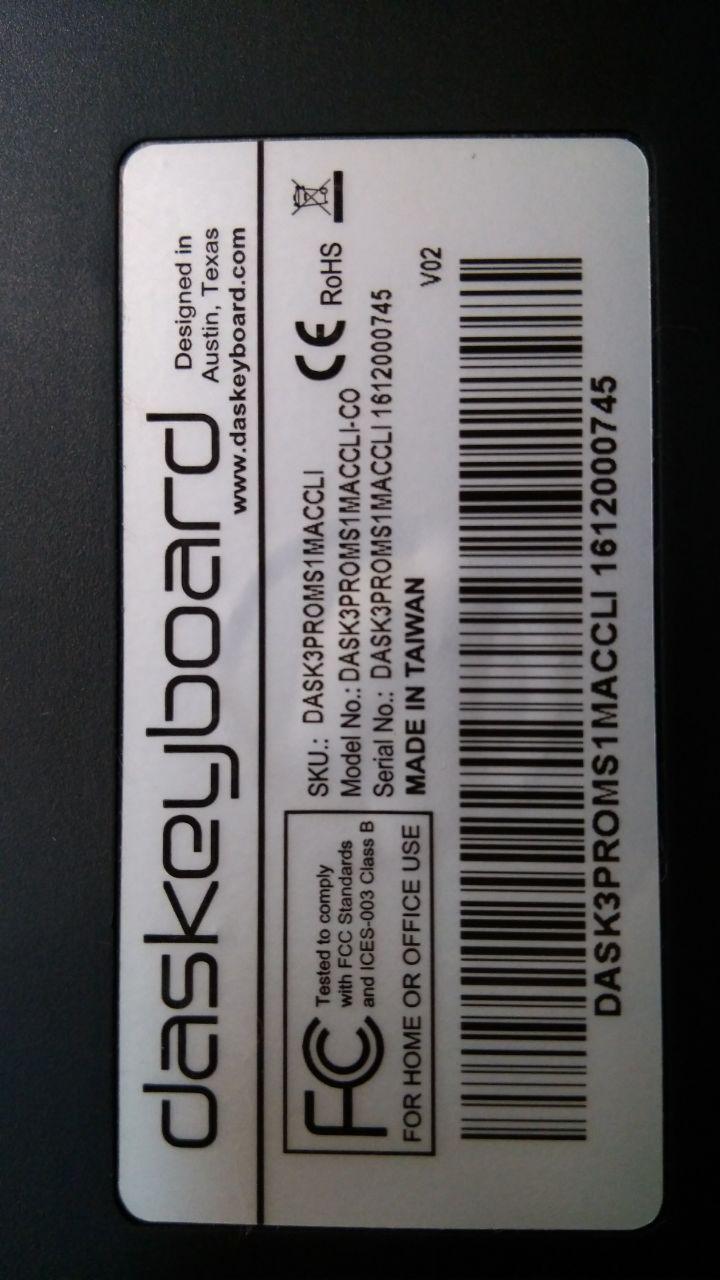 daskeyboard
Designed in
Austin, Texas
www.daskeyboard.com
FC
Tested to comply
with FCC Standards
and ICES-003 Class B
FOR HOME OR OFFICE USE
SKU.: DASK3PROMS1MACCLI
Model No.: DASK3PROMS1MACCLI-CO
Serial No.: DASK3PROMS1MACCLI 1612000745
MADE IN TAIWAN
CE RoHS
V02
DASK3PROMS1MACCLI 1612000745